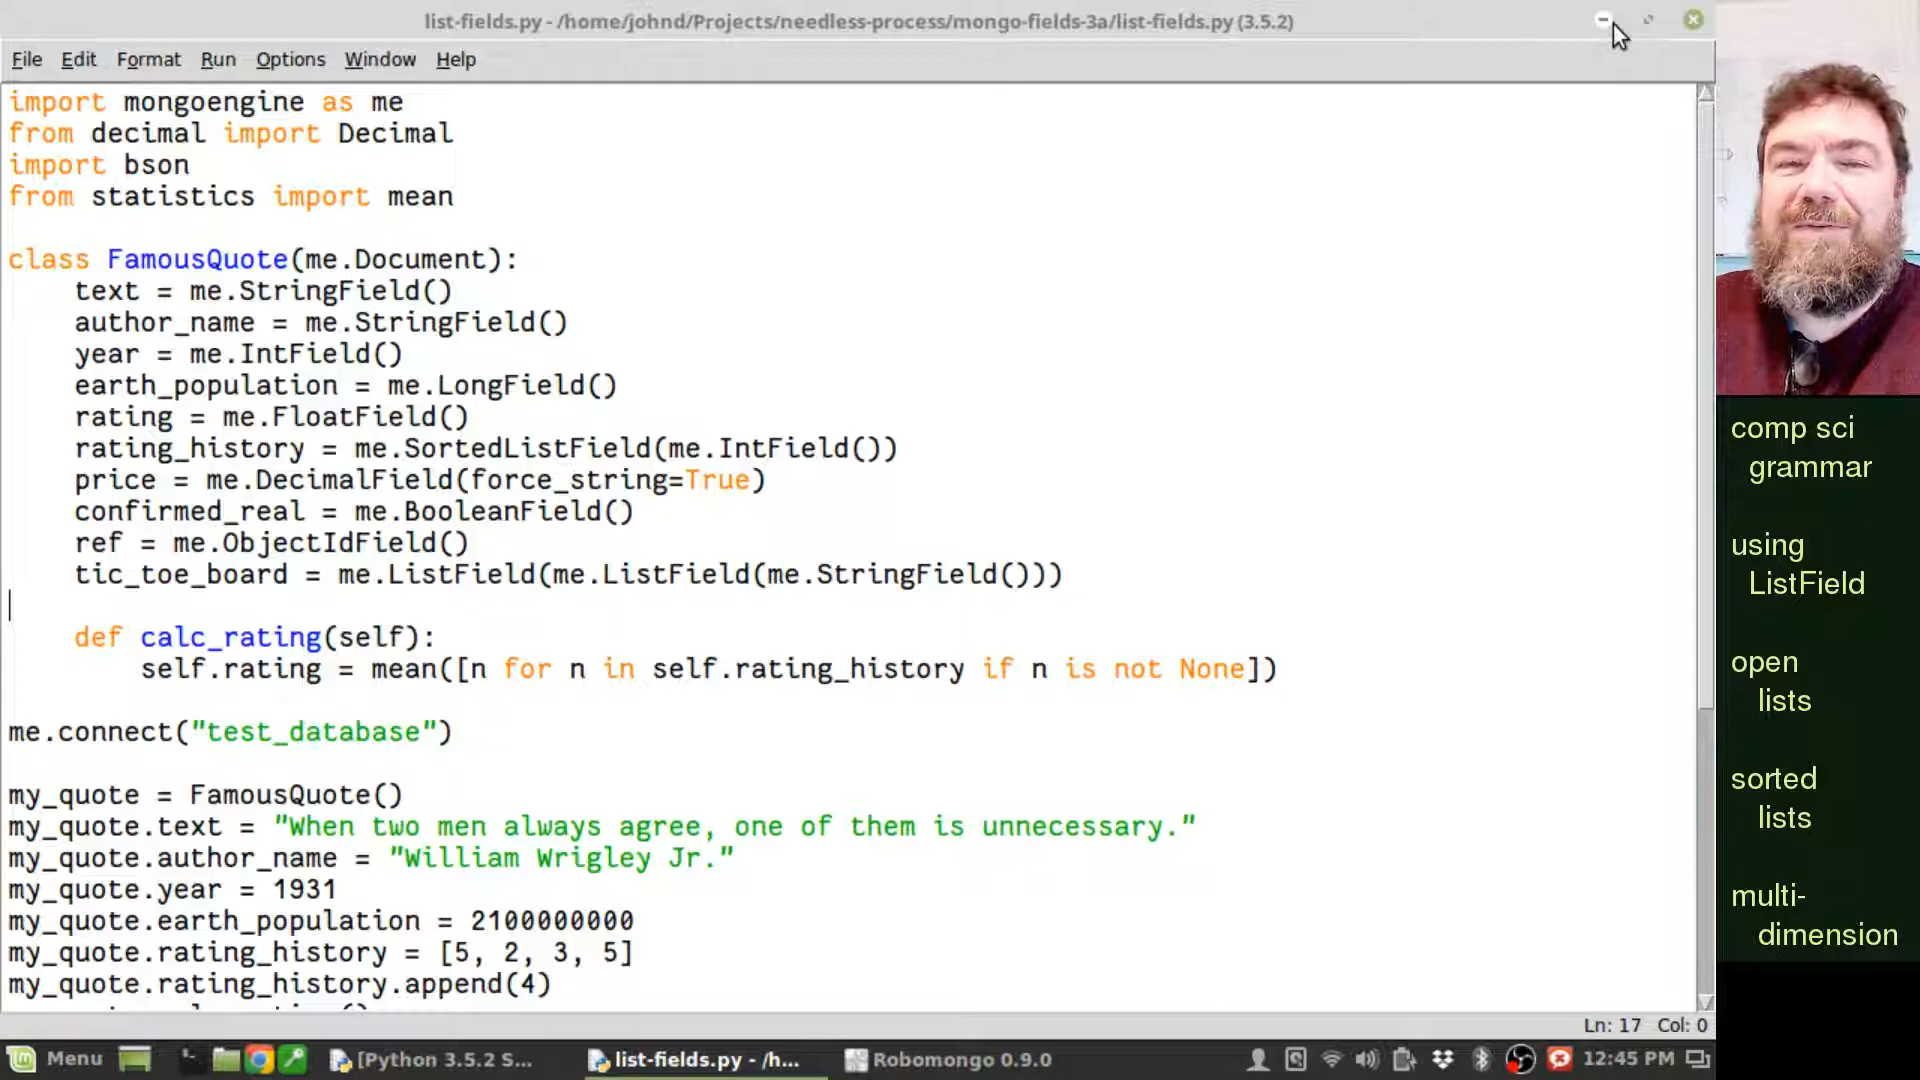 list-fields.py - /home/johnd/Projects/needless-process/mongo-fields-3a/list-fields.py (3.5.2)
File Edit Format Run Options Window Help
import mongoengine as me
from decimal import Decimal
import bson
from statistics import mean
class FamousQuote(me.Document):
text = me.StringField()
author_name = me.StringField()
year = me.IntField()
earth_population = me.LongField()
rating = me.FloatField()
rating_history = me.SortedListField(me.IntField())
price = me.DecimalField(force_string=True)
confirmed_real = me.BooleanField()
ref = me.ObjectIdField()
tic_toe_board = me.ListField(me.ListField(me.StringField()))
def calc_rating(self):
self.rating = mean([n for n in self.rating_history if n is not None])
me.connect("test_database")
my_quote = FamousQuote()
my_quote.text = "When two men always agree, one of them is unnecessary."
my_quote.author_name = "William Wrigley Jr."
my_quote.year = 1931
my_quote.earth_population = 2100000000
my_quote.rating_history = [5, 2, 3, 5]
my_quote.rating_history.append(4)
Ln: 17 Col: 0
comp sci
grammar
using
ListField
open
lists
sorted
lists
multi-
dimension
Menu [Python 3.5.2 S... list-fields.py - /h... Robomongo 0.9.0 12:45 PM